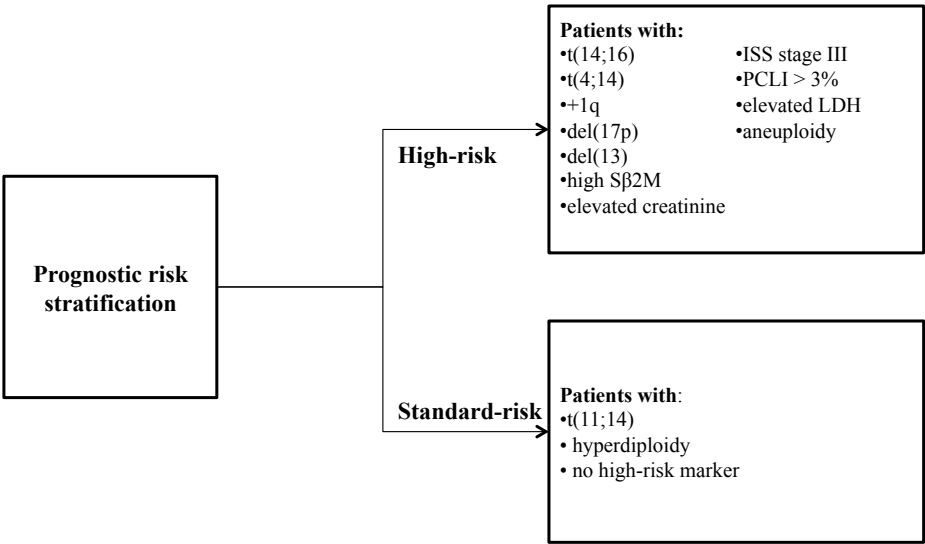 Prognostic risk
stratification
High-risk
Standard-risk
Patients with:
•t(14;16)
•t(4;14)
•+1q
•del(17p)
•del(13)
•high Sβ2M
•elevated creatinine
•ISS stage III
•PCLI > 3%
•elevated LDH
•aneuploidy
Patients with:
•t(11;14)
• hyperdiploidy
• no high-risk marker